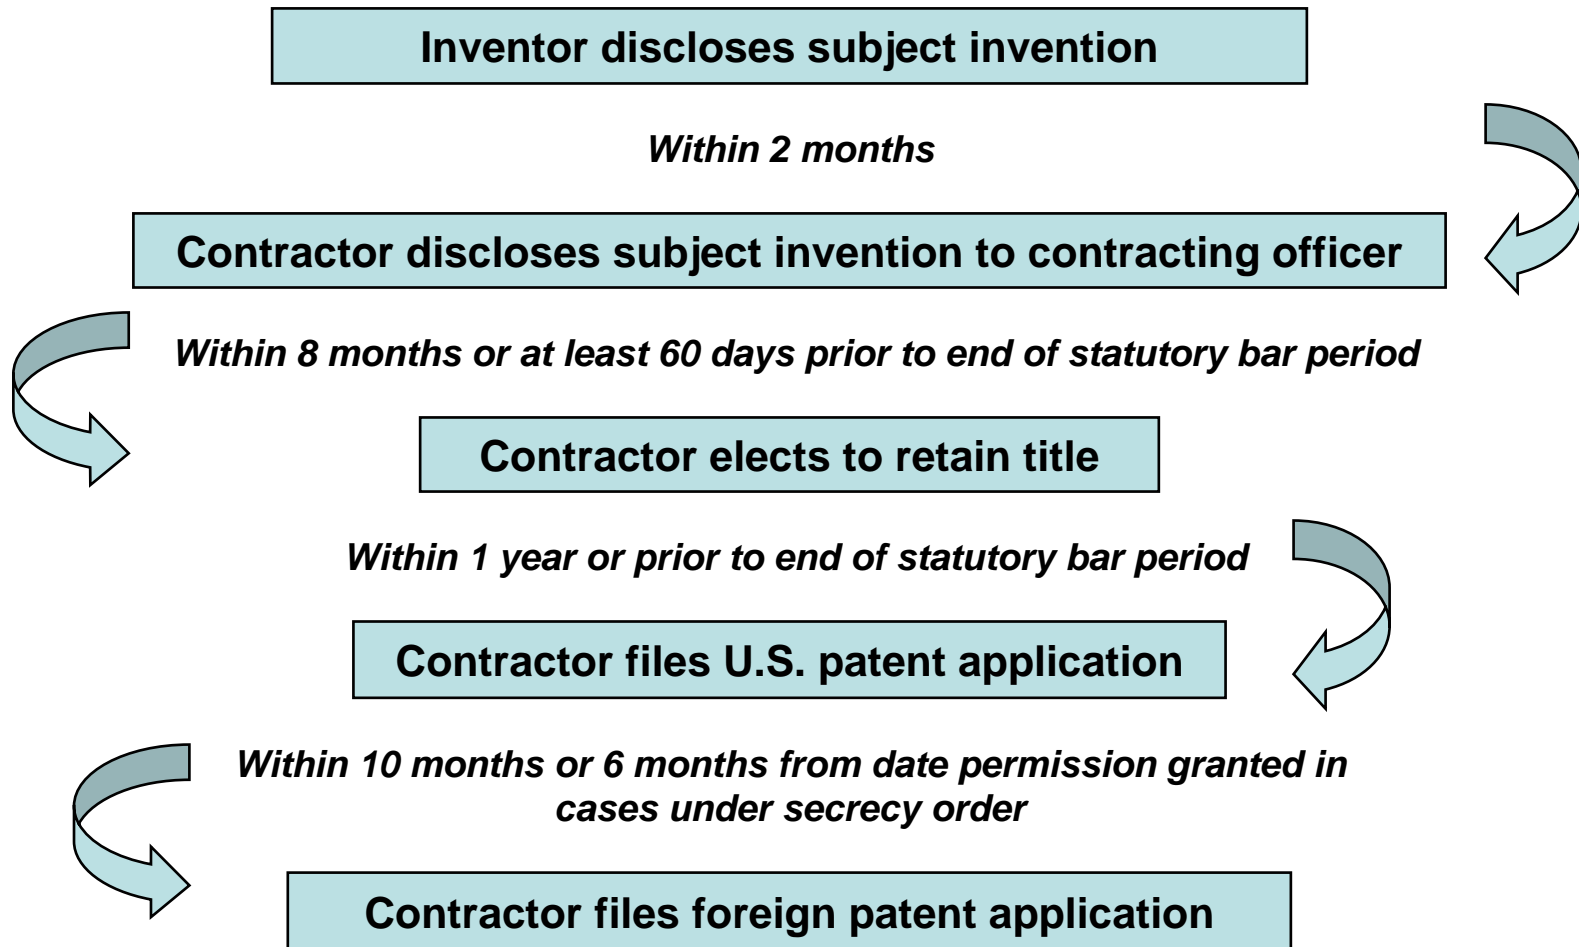 Inventor discloses subject invention
Within 2 months
Contractor discloses subject invention to contracting officer
Within 8 months or at least 60 days prior to end of statutory bar period
Contractor elects to retain title
Within 1 year or prior to end of statutory bar period
Contractor files U.S. patent application
Within 10 months or 6 months from date permission granted in
cases under secrecy order
Contractor files foreign patent application